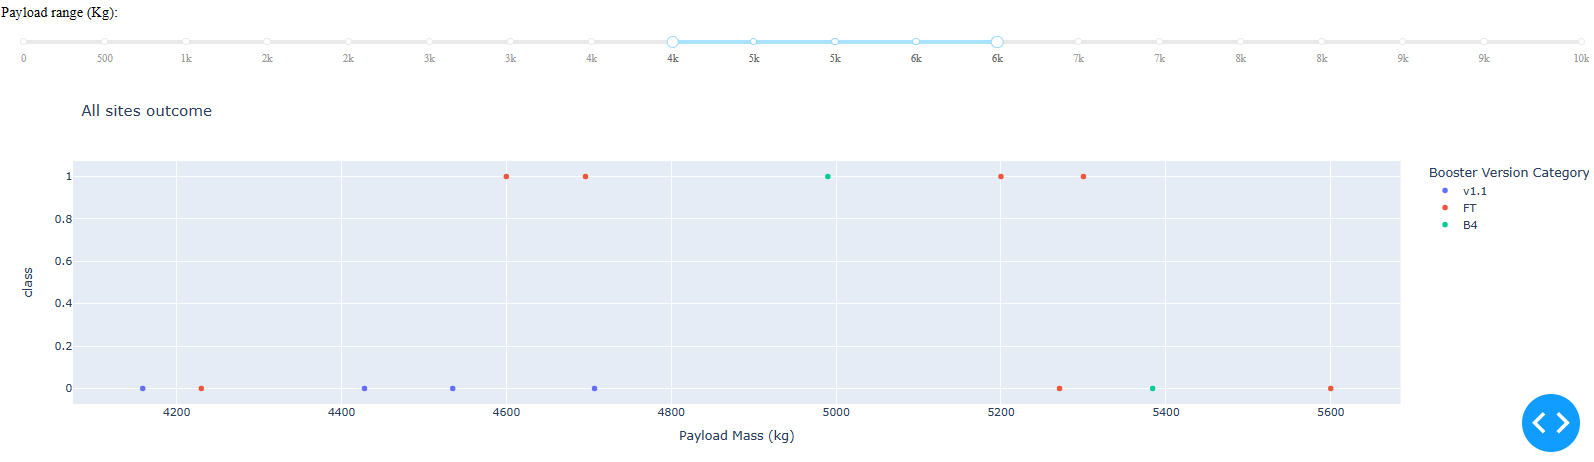 Payload range (Kg):
0 500 1k 2k 2k 3k 3k 4k 4k 5k 5k 6k 6k 7k 7k 8k 8k 9k 9k 10k
All sites outcome
Booster Version Category
v1.1
FT
B4
class
1
0.8
0.6
0.4
0.2
0
4200 4400 4600 4800 5000 5200 5400 5600
Payload Mass (kg)